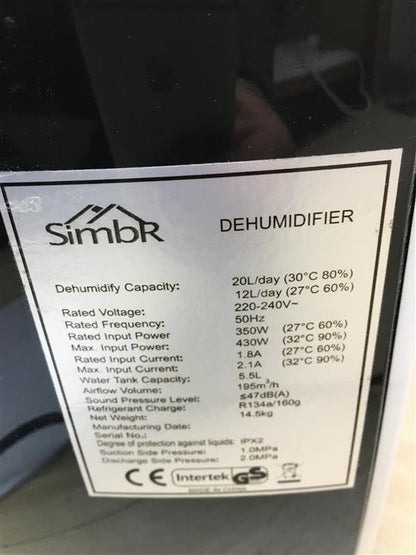 SimbR
DEHUMIDIFIER
Dehumidify Capacity: 20L/day (30°C 80%)
12L/day (27°C 60%)
Rated Voltage: 220-240V~
Rated Frequency: 50Hz
Rated Input Power 350W (27°C 60%)
Max. Input Power: 430W (32°C 90%)
Rated Input Current: 1.8A (27°C 60%)
Max. Input Current: 2.1A (32°C 90%)
Water Tank Capacity: 5.5L
Airflow Volume: 195m³/h
Sound Pressure Level: ≤47dB(A)
Refrigerant Charge: R134a/160g
Net Weight: 14.5kg
Manufacturing Date:
Serial No.:
Degree of protection against liquids: IPX2
Suction Side Pressure: 1.0MPa
Discharge Side Pressure: 2.0MPa
CE Intertek GS
MADE IN CHINA